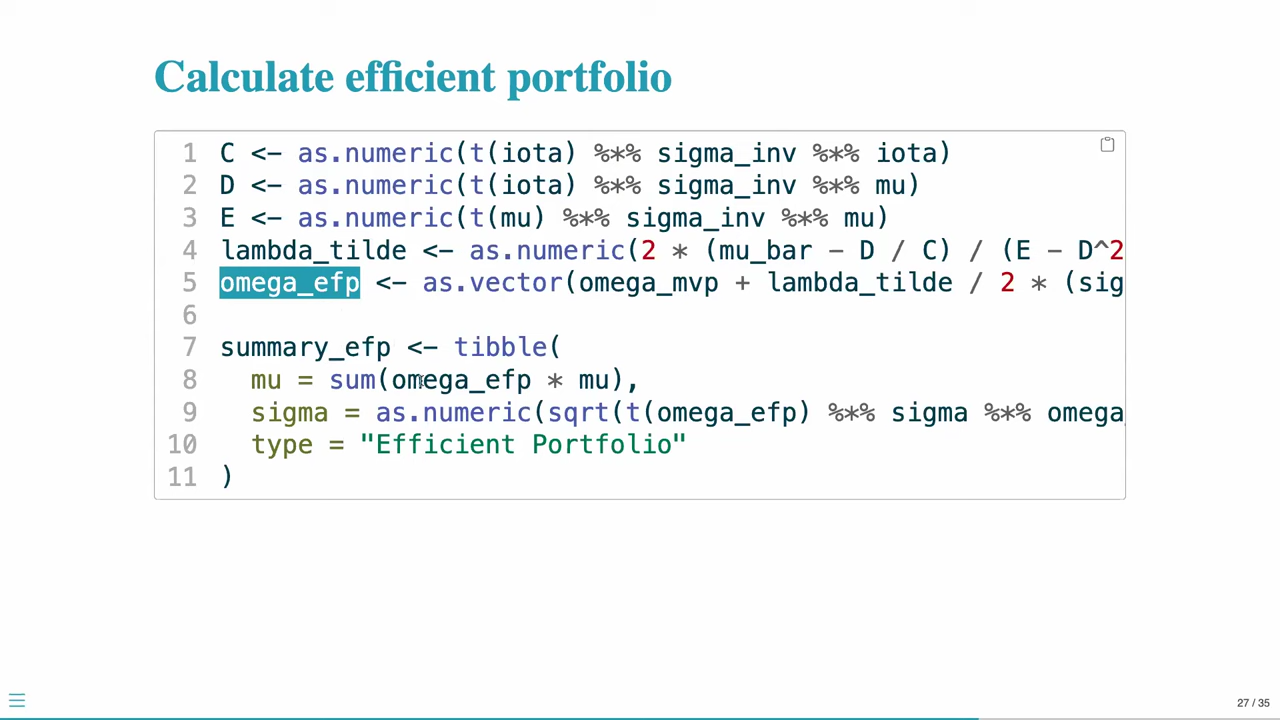 Calculate efficient portfolio
1 C <- as.numeric(t(iota) %*% sigma_inv %*% iota)
2 D <- as.numeric(t(iota) %*% sigma_inv %*% mu)
3 E <- as.numeric(t(mu) %*% sigma_inv %*% mu)
4 lambda_tilde <- as.numeric(2 * (mu_bar - D / C) / (E - D^2
5 omega_efp <- as.vector(omega_mvp + lambda_tilde / 2 * (sig
6
7 summary_efp <- tibble(
8   mu = sum(omega_efp * mu),
9   sigma = as.numeric(sqrt(t(omega_efp) %*% sigma %*% omega
10   type = "Efficient Portfolio"
11 )
27 / 35